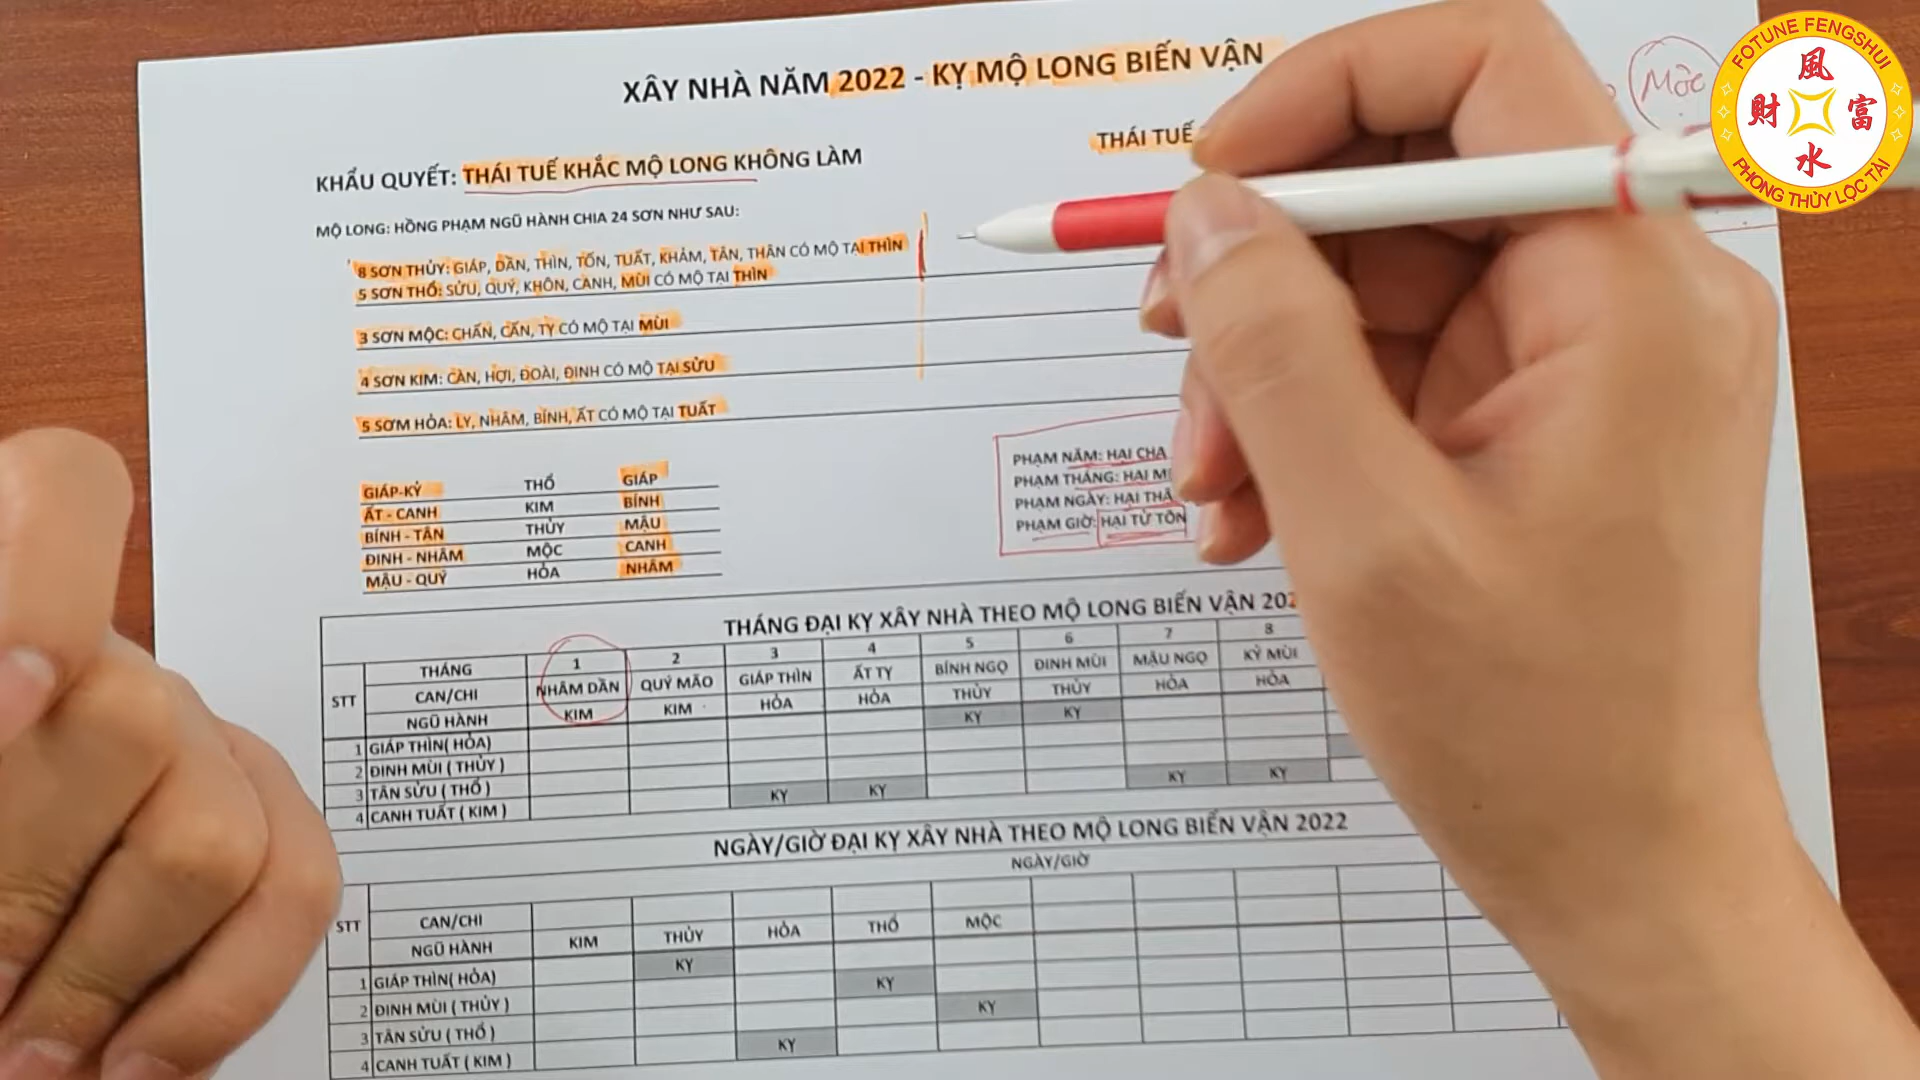 XÂY NHÀ NĂM 2022 - KỴ MỘ LONG BIẾN VẬN
Mộc
FOTUNE FENGSHUI
風
財 富
水
PHONG THỦY LỘC TÀI
THÁI TUẾ
KHẨU QUYẾT: THÁI TUẾ KHẮC MỘ LONG KHÔNG LÀM
MỘ LONG: HỒNG PHẠM NGŨ HÀNH CHIA 24 SƠN NHƯ SAU:
8 SƠN THỦY: GIÁP, DẦN, THÌN, TỐN, TUẤT, KHẢM, TÂN, THÂN CÓ MỘ TẠI THÌN
5 SƠN THỔ: SỬU, QUÝ, KHÔN, CANH, MÙI CÓ MỘ TẠI THÌN
3 SƠN MỘC: CHẤN, CẤN, TỴ CÓ MỘ TẠI MÙI
4 SƠN KIM: CÀN, HỢI, ĐOÀI, ĐINH CÓ MỘ TẠI SỬU
5 SƠM HỎA: LY, NHÂM, BÍNH, ẤT CÓ MỘ TẠI TUẤT
GIÁP-KỶ THỔ GIÁP
ẤT - CANH KIM BÍNH
BÍNH - TÂN THỦY MẬU
ĐINH - NHÂM MỘC CANH
MẬU - QUÝ HỎA NHÂM
PHẠM NĂM: HẠI CHA
PHẠM THÁNG: HẠI
PHẠM NGÀY: HẠI
PHẠM GIỜ: HẠI TỬ TÔN
THÁNG ĐẠI KỴ XÂY NHÀ THEO MỘ LONG BIẾN VẬN
STT THÁNG 1 2 3 4 5 6 7 8
CAN/CHI NHÂM DẦN QUÝ MÃO GIÁP THÌN ẤT TỴ BÍNH NGỌ ĐINH MÙI MẬU NGỌ KỶ MÙI
NGŨ HÀNH KIM KIM HỎA HỎA THỦY THỦY HỎA HỎA
1 GIÁP THÌN( HỎA) KỴ KỴ
2 ĐINH MÙI ( THỦY )
3 TÂN SỬU ( THỔ )
4 CANH TUẤT ( KIM ) KỴ KỴ KỴ KỴ
NGÀY/GIỜ ĐẠI KỴ XÂY NHÀ THEO MỘ LONG BIẾN VẬN 2022
NGÀY/GIỜ
STT CAN/CHI
NGŨ HÀNH KIM THỦY HỎA THỔ MỘC
1 GIÁP THÌN( HỎA) KỴ
2 ĐINH MÙI ( THỦY ) KỴ
3 TÂN SỬU ( THỔ ) KỴ
4 CANH TUẤT ( KIM ) KỴ